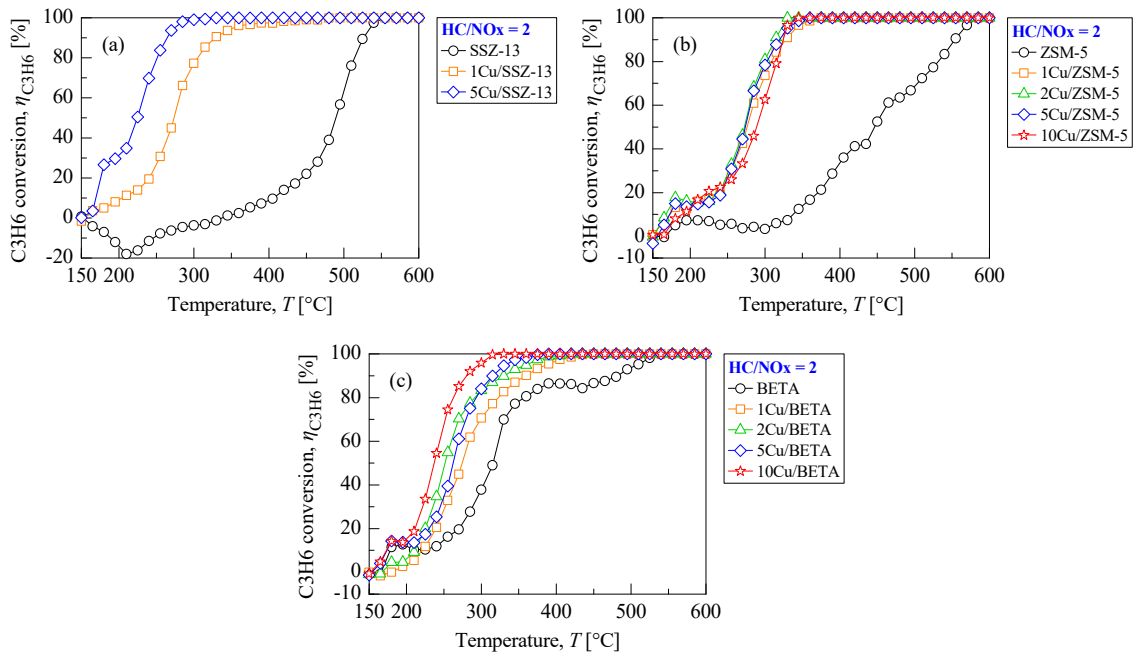 C3H6 conversion, ηC3H6 [%]
100
80
60
40
20
0
-20
(a)
150 200 300 400 500 600
Temperature, T [°C]
HC/NOx = 2
SSZ-13
1Cu/SSZ-13
5Cu/SSZ-13
C3H6 conversion, ηC3H6 [%]
100
80
60
40
20
0
-10
(b)
150 200 300 400 500 600
Temperature, T [°C]
HC/NOx = 2
ZSM-5
1Cu/ZSM-5
2Cu/ZSM-5
5Cu/ZSM-5
10Cu/ZSM-5
C3H6 conversion, ηC3H6 [%]
100
80
60
40
20
0
-10
(c)
150 200 300 400 500 600
Temperature, T [°C]
HC/NOx = 2
BETA
1Cu/BETA
2Cu/BETA
5Cu/BETA
10Cu/BETA